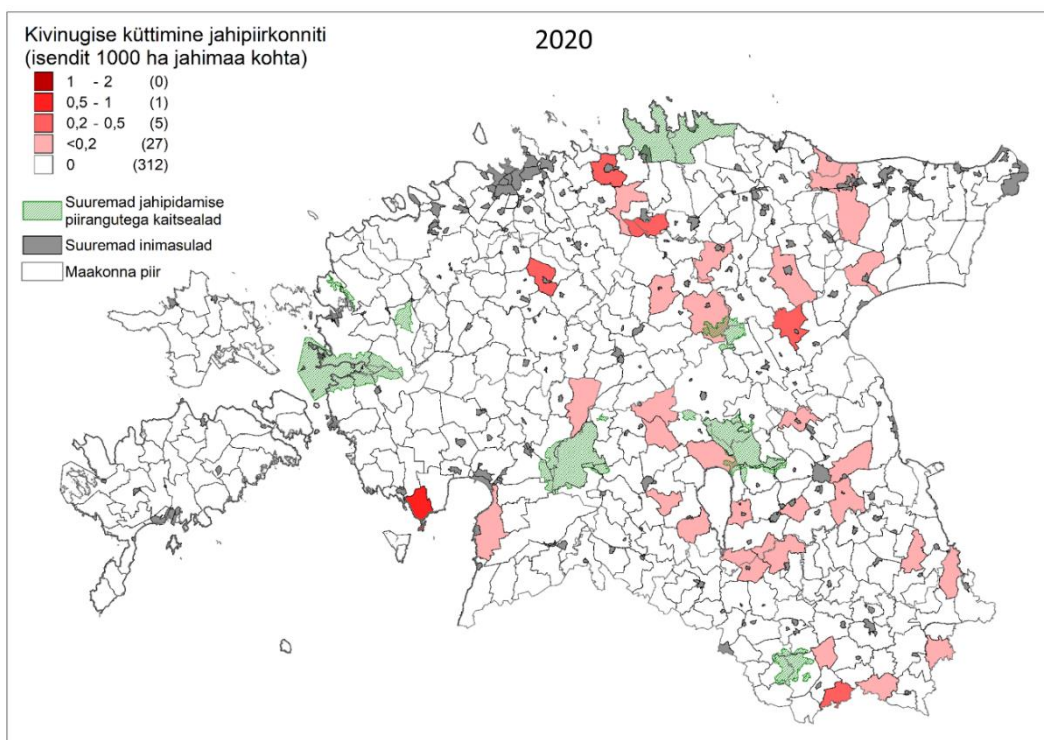 Kivinugise küttimine jahipiirkonniti
(isendit 1000 ha jahimaa kohta)
1 - 2 (0)
0,5 - 1 (1)
0,2 - 0,5 (5)
<0,2 (27)
0 (312)
Suuremad jahipidamise
piirangutega kaitsealad
Suuremad inimasulad
Maakonna piir
2020